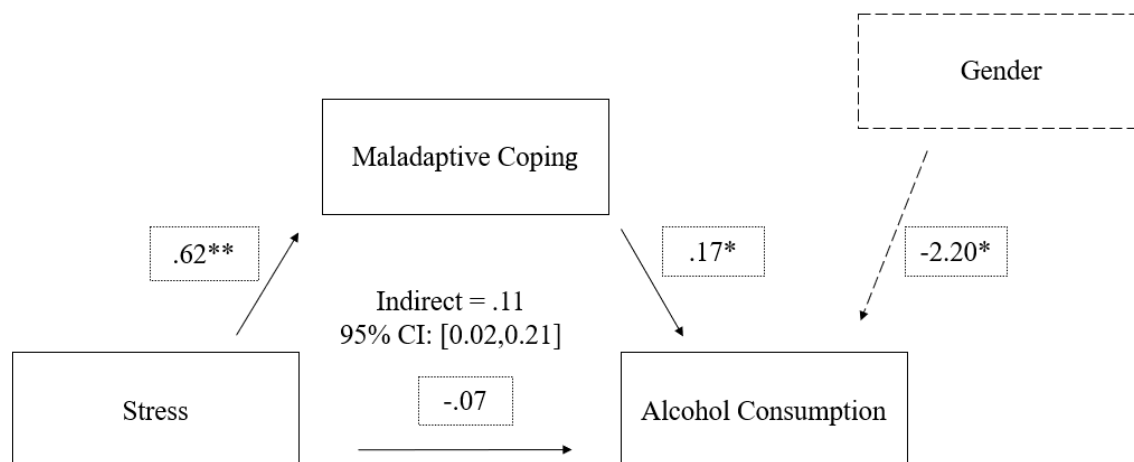 Gender
Maladaptive Coping
.62**
.17*
-2.20*
Indirect = .11
95% CI: [0.02,0.21]
Stress
-.07
Alcohol Consumption